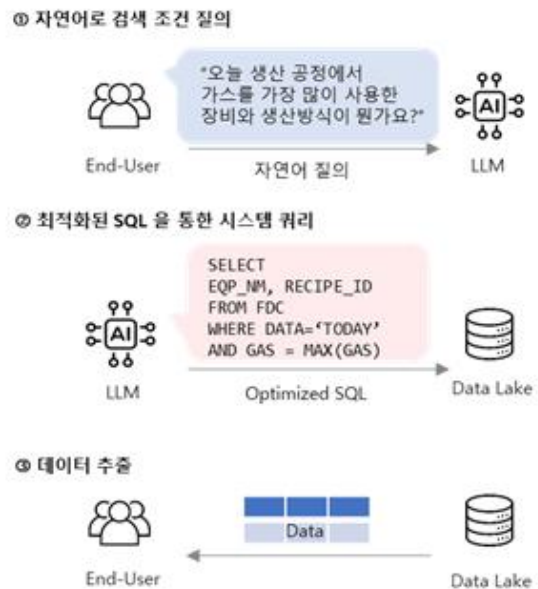 ① 자연어로 검색 조건 질의
"오늘 생산 공정에서
가스를 가장 많이 사용한
장비와 생산방식이 뭔가요?"
AI
End-User
자연어 질의
LLM
② 최적화된 SQL 을 통한 시스템 쿼리
SELECT
EQP_NM, RECIPE_ID
FROM FDC
WHERE DATA=‘TODAY’
AND GAS = MAX(GAS)
AI
LLM
Optimized SQL
Data Lake
③ 데이터 추출
Data
End-User
Data Lake